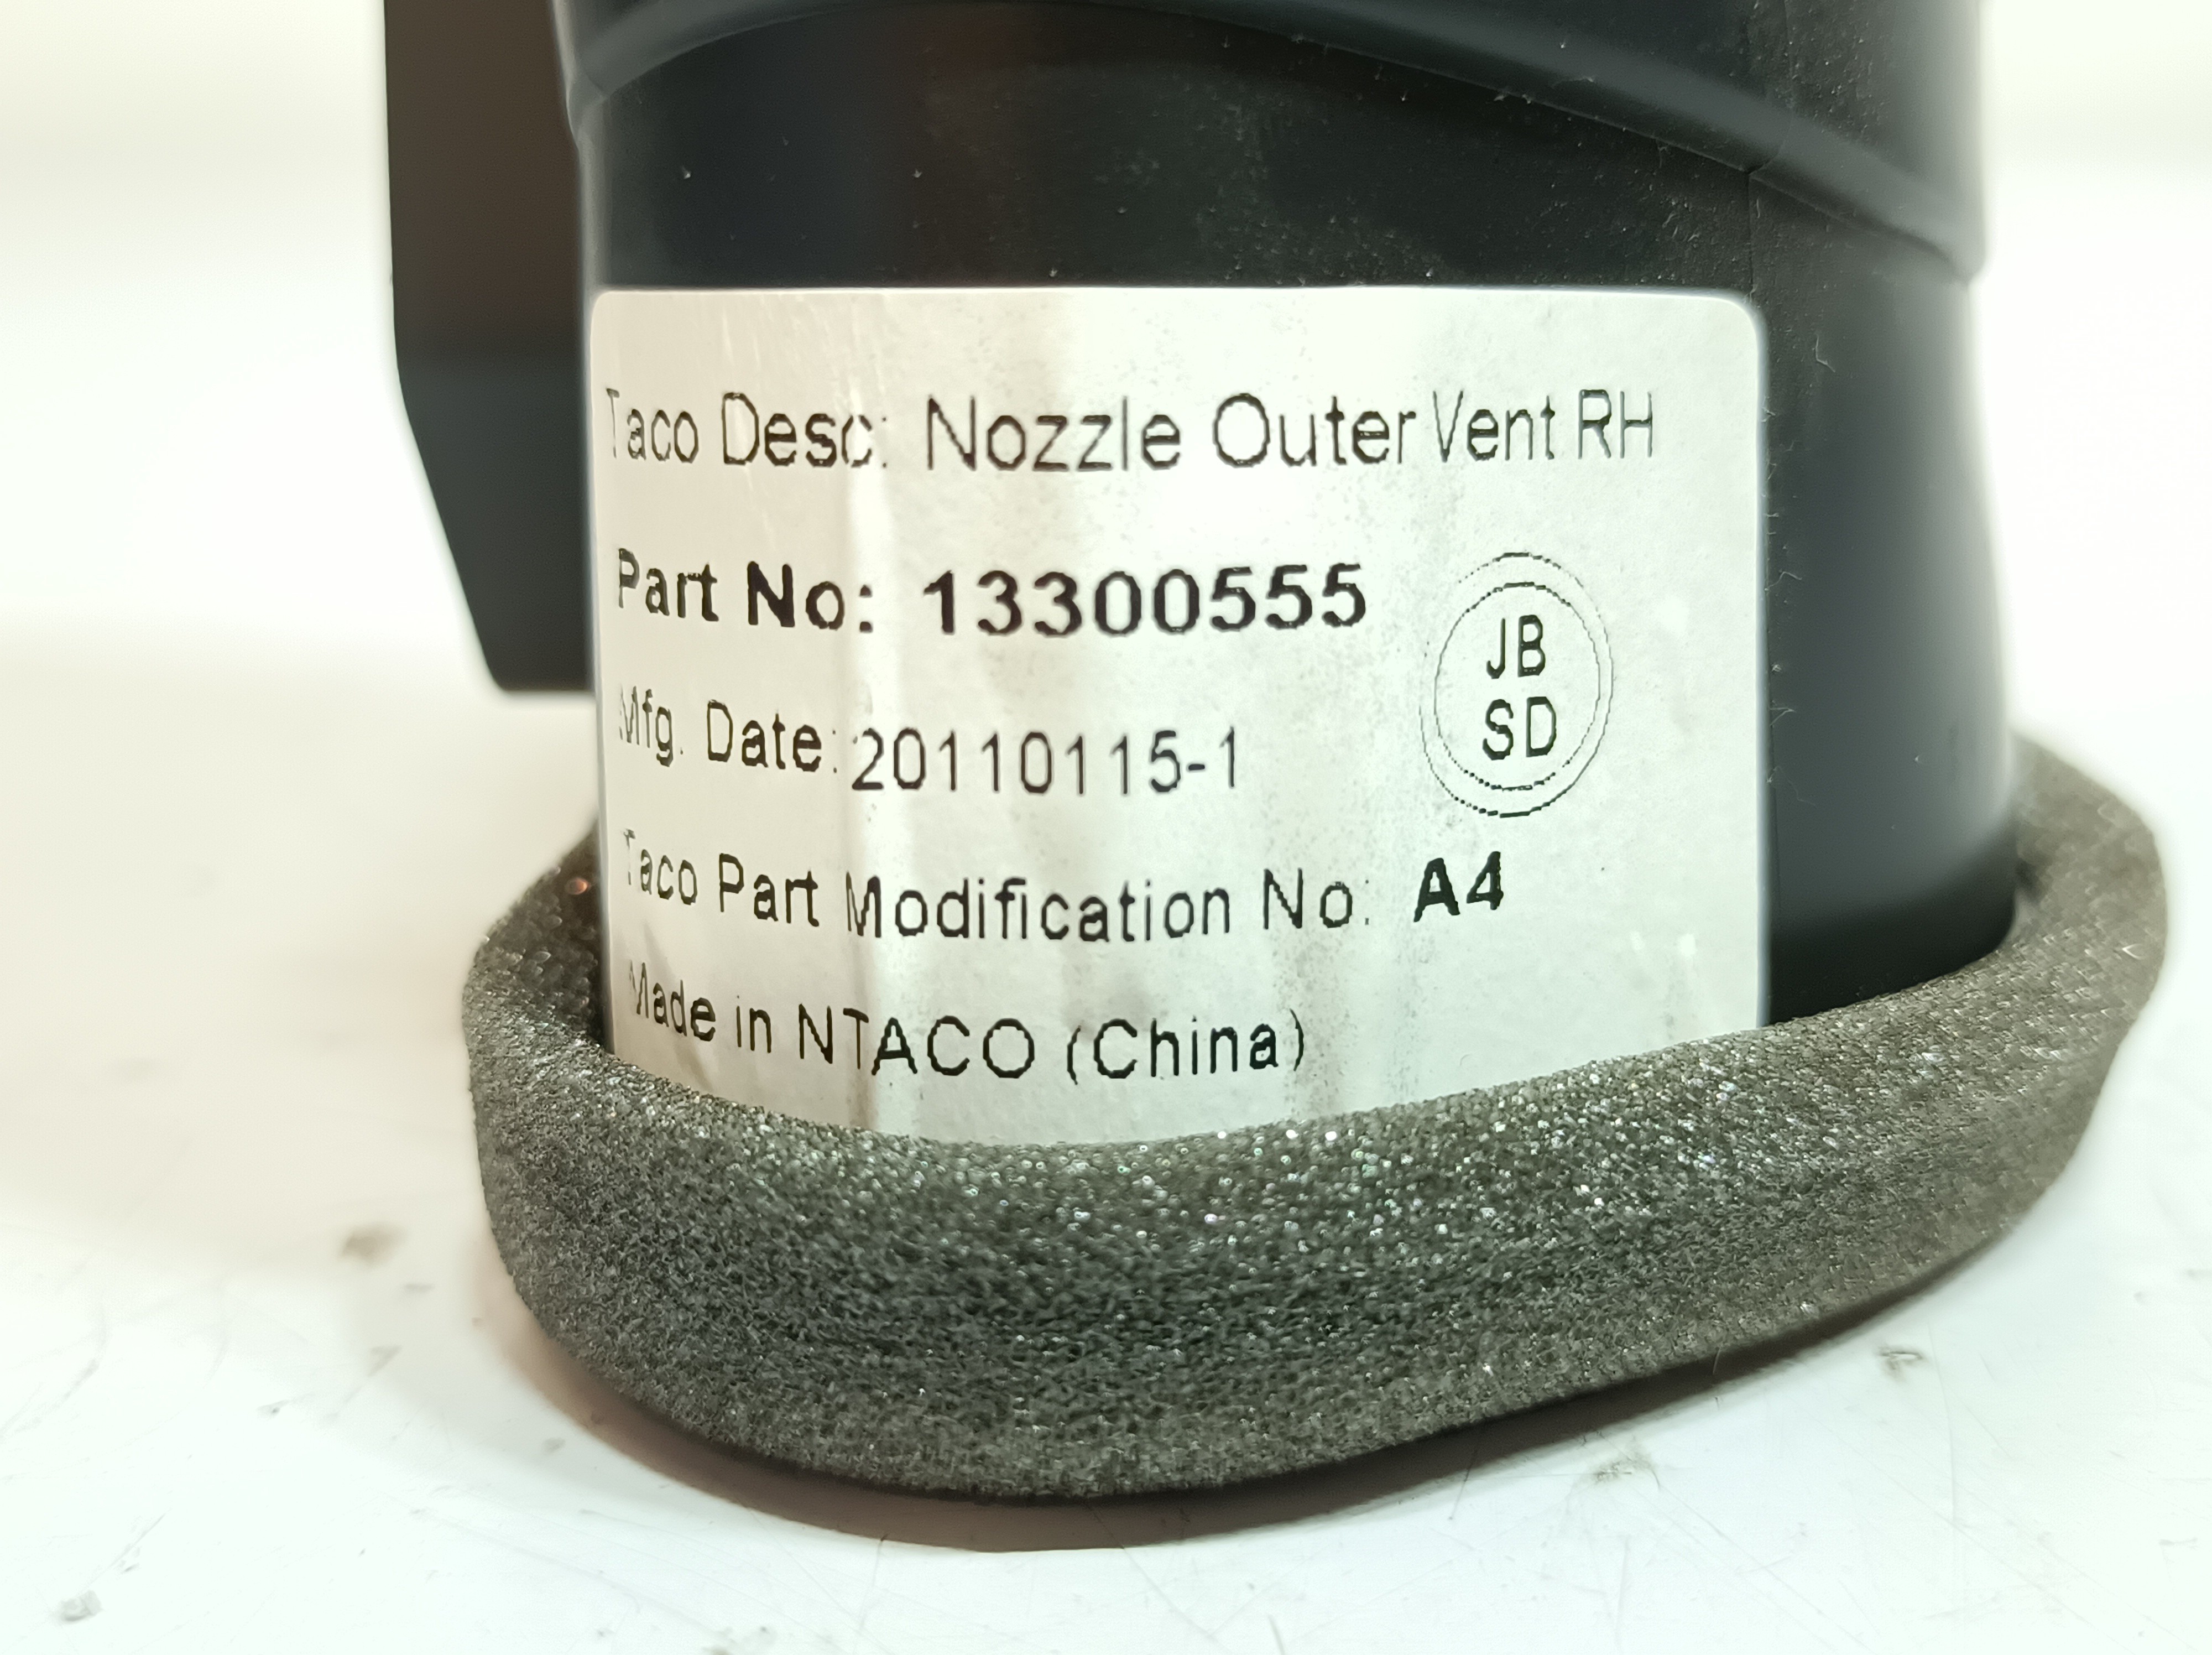 Taco Desc: Nozzle Outer Vent RH
Part No: 13300555
Mfg. Date: 20110115-1
JB
SD
Taco Part Modification No: A4
Made in NTACO (China)